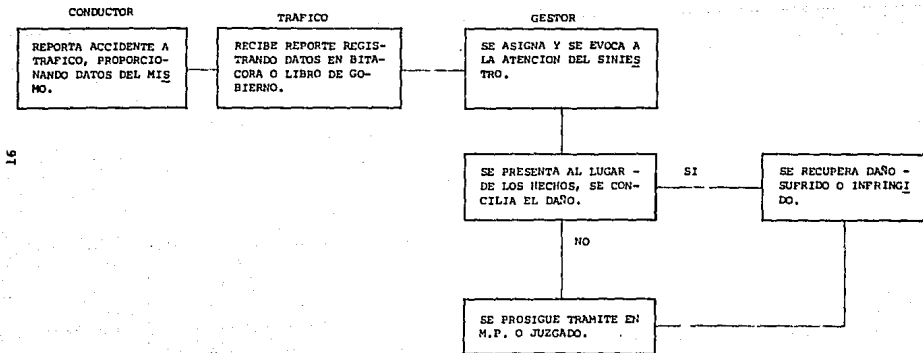 CONDUCTOR
REPORTA ACCIDENTE A
TRAFICO, PROPORCIO-
NANDO DATOS DEL MIS
MO.
TRAFICO
RECIBE REPORTE REGIS-
TRANDO DATOS EN BITA-
CORA O LIBRO DE GO-
BIERNO.
GESTOR
SE ASIGNA Y SE EVOCA A
LA ATENCION DEL SINIES
TRO.
SE PRESENTA AL LUGAR -
DE LOS HECHOS, SE CON-
CILIA EL DAÑO.
SI
SE RECUPERA DAÑO -
SUFRIDO O INFRINGI
DO.
NO
SE PROSIGUE TRAMITE EN
M.P. O JUZGADO.
16